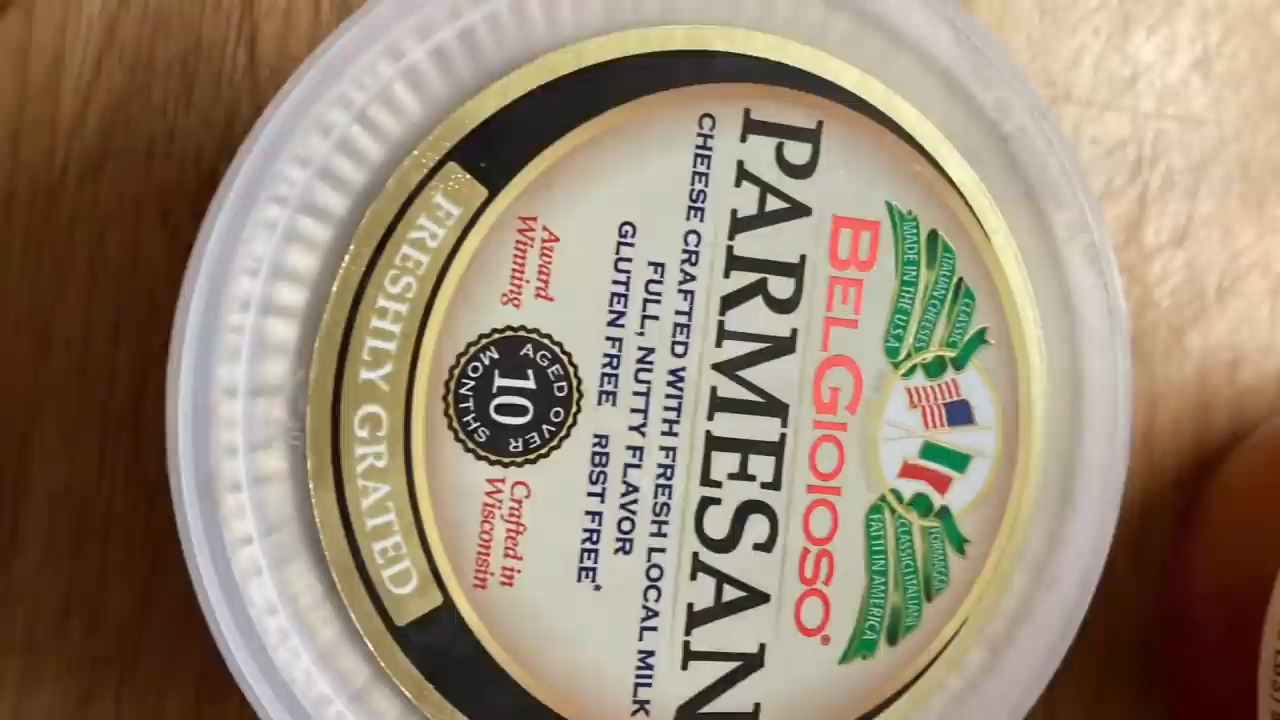 CLASSIC
ITALIAN CHEESES
MADE IN THE USA
FORMAGGI
CLASSICI ITALIANI
FATTI IN AMERICA
BELGIOIOSO®
PARMESAN
CHEESE CRAFTED WITH FRESH LOCAL MILK
FULL, NUTTY FLAVOR
GLUTEN FREE RBST FREE*
Award
Winning
AGED OVER
10
MONTHS
Crafted in
Wisconsin
FRESHLY GRATED